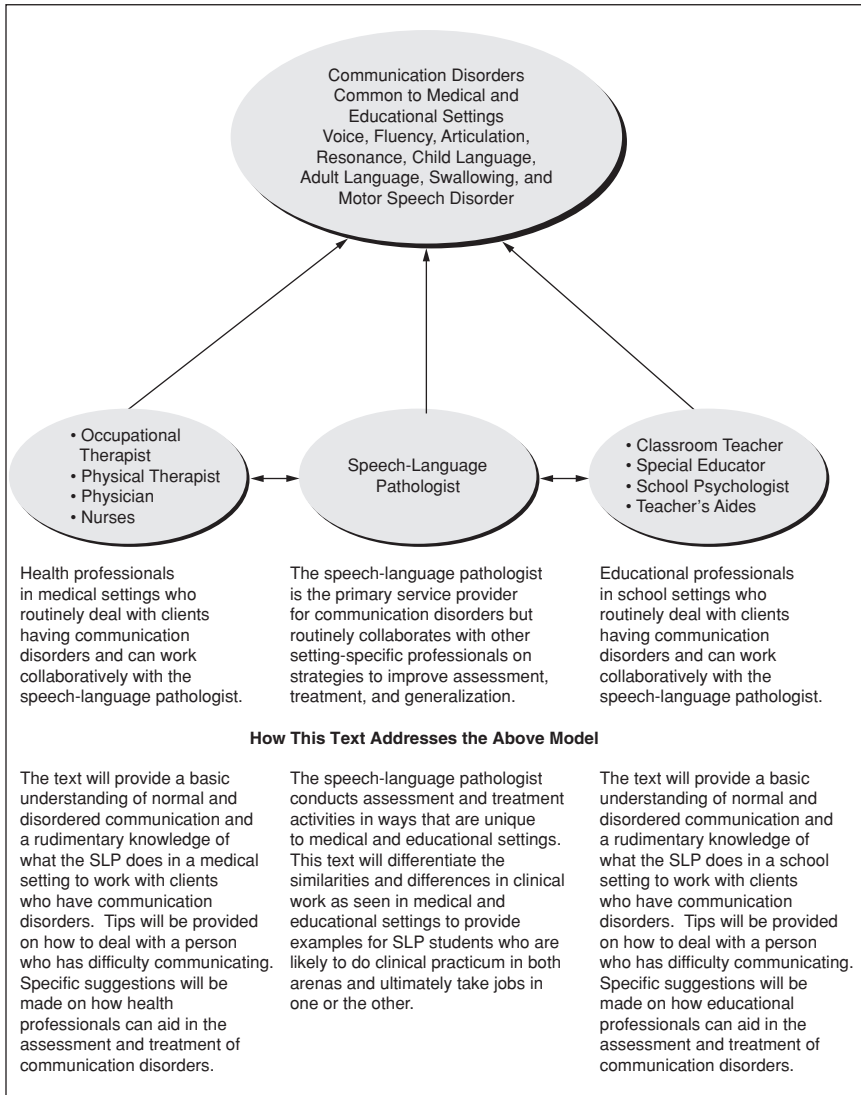 Communication Disorders
Common to Medical and
Educational Settings
Voice, Fluency, Articulation,
Resonance, Child Language,
Adult Language, Swallowing, and
Motor Speech Disorder
• Occupational
Therapist
• Physical Therapist
• Physician
• Nurses
Speech-Language
Pathologist
• Classroom Teacher
• Special Educator
• School Psychologist
• Teacher's Aides
Health professionals
in medical settings who
routinely deal with clients
having communication
disorders and can work
collaboratively with the
speech-language pathologist.
The speech-language pathologist
is the primary service provider
for communication disorders but
routinely collaborates with other
setting-specific professionals on
strategies to improve assessment,
treatment, and generalization.
Educational professionals
in school settings who
routinely deal with clients
having communication
disorders and can work
collaboratively with the
speech-language pathologist.
How This Text Addresses the Above Model
The text will provide a basic
understanding of normal and
disordered communication and
a rudimentary knowledge of
what the SLP does in a medical
setting to work with clients
who have communication
disorders. Tips will be provided
on how to deal with a person
who has difficulty communicating.
Specific suggestions will be
made on how health
professionals can aid in the
assessment and treatment of
communication disorders.
The speech-language pathologist
conducts assessment and treatment
activities in ways that are unique
to medical and educational settings.
This text will differentiate the
similarities and differences in clinical
work as seen in medical and
educational settings to provide
examples for SLP students who are
likely to do clinical practicum in both
arenas and ultimately take jobs in
one or the other.
The text will provide a basic
understanding of normal and
disordered communication and
a rudimentary knowledge of
what the SLP does in a school
setting to work with clients
who have communication
disorders. Tips will be provided
on how to deal with a person
who has difficulty communicating.
Specific suggestions will be
made on how educational
professionals can aid in the
assessment and treatment of
communication disorders.